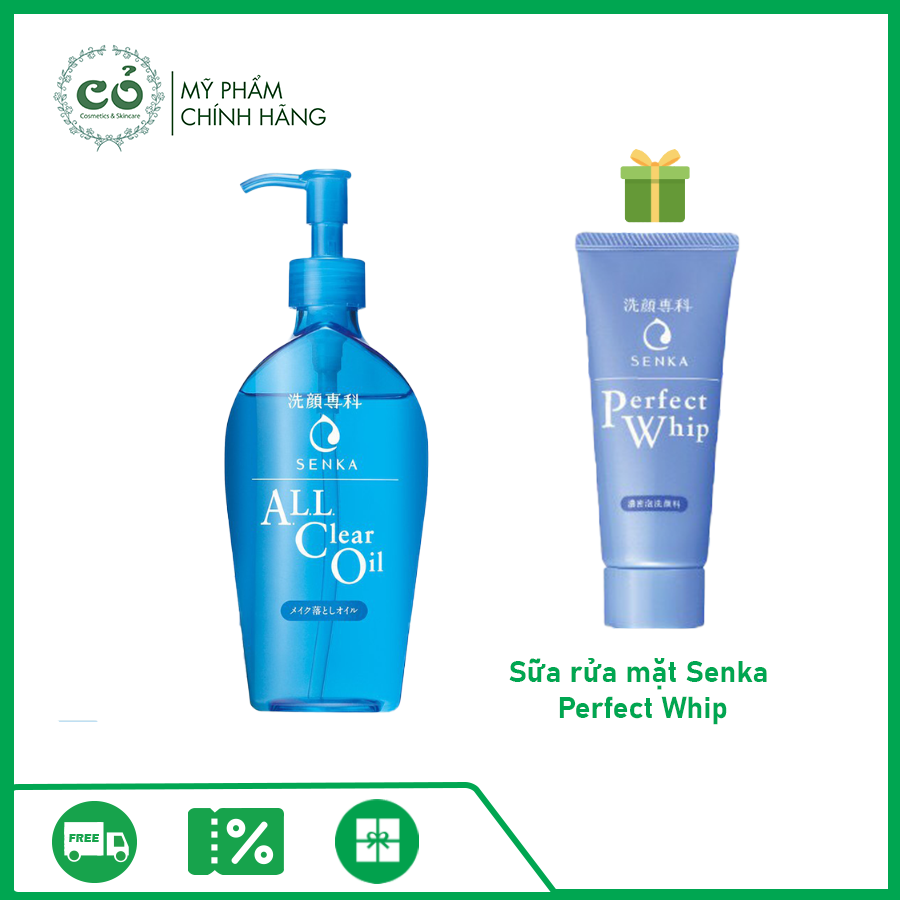 CỎ
Cosmetics & Skincare
MỸ PHẨM
CHÍNH HÃNG
洗顔専科
SENKA
A.L.L.
Clear
Oil
メイク落としオイル
洗顔専科
SENKA
Perfect
Whip
濃密泡洗顔料
Sữa rửa mặt Senka
Perfect Whip
FREE
%